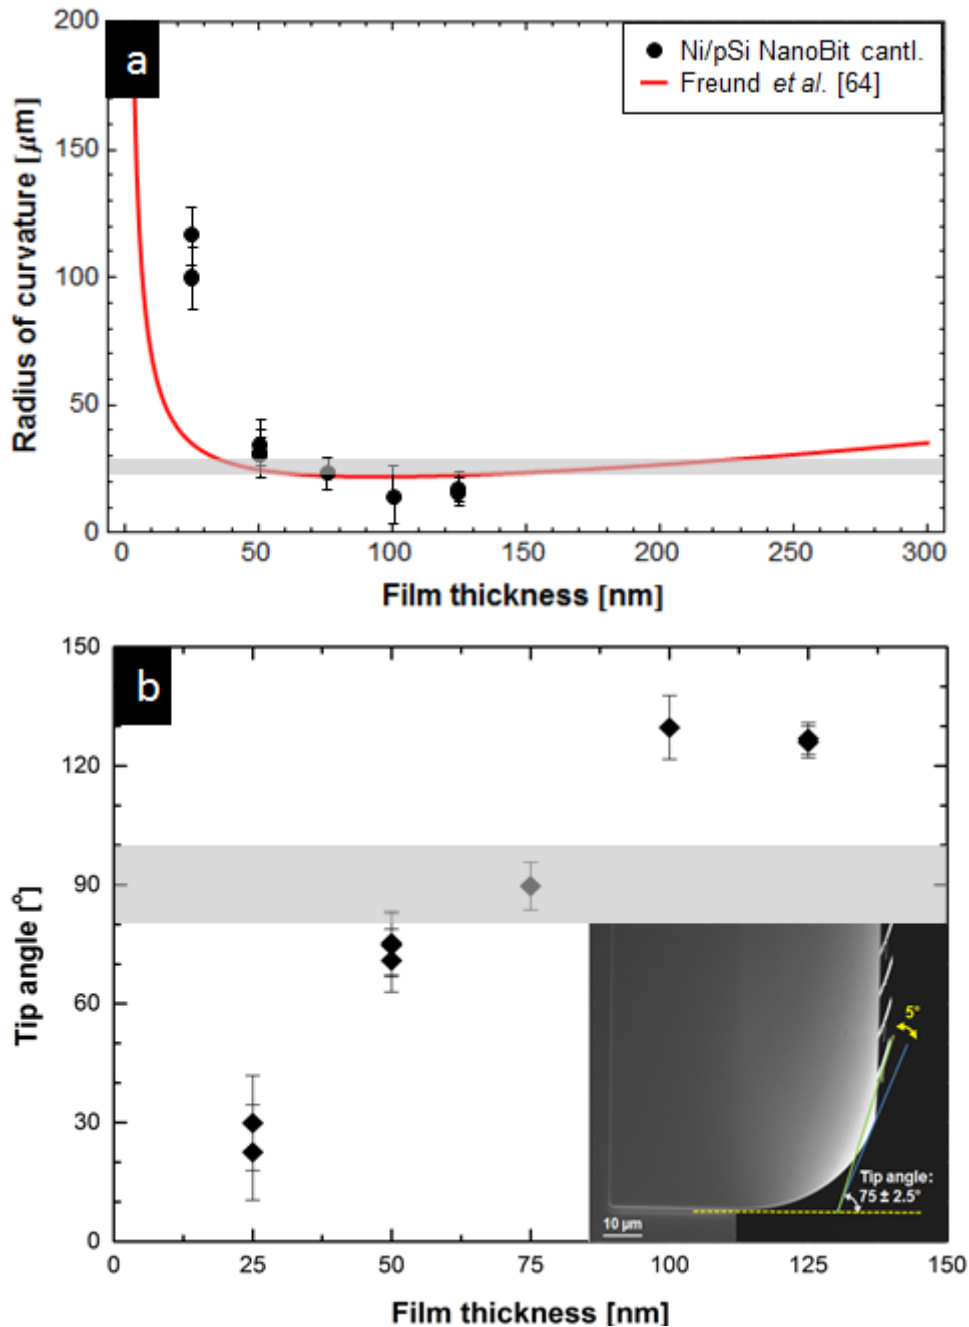 a
Ni/pSi NanoBit cantl.
Freund et al. [64]
200
150
100
50
0
Radius of curvature [μm]
0 50 100 150 200 250 300
Film thickness [nm]
b
150
120
90
60
30
0
Tip angle [°]
5°
Tip angle:
75 ± 2.5°
10 μm
0 25 50 75 100 125 150
Film thickness [nm]